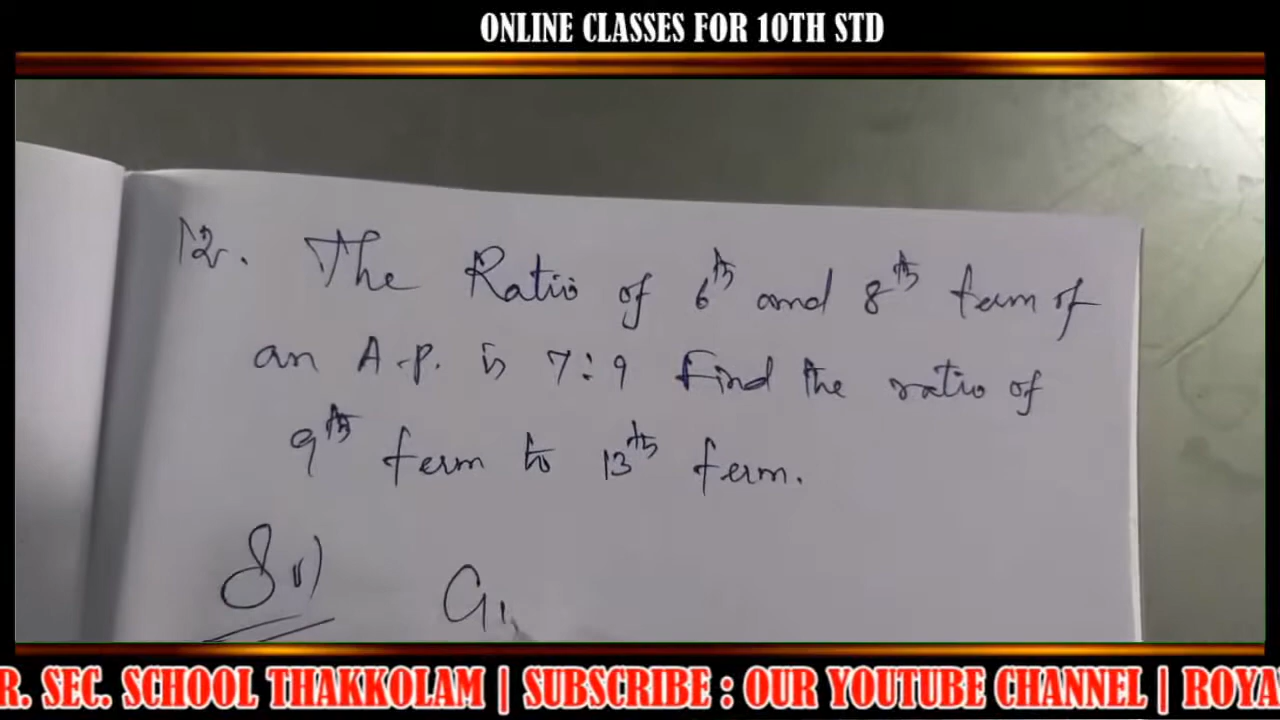 ONLINE CLASSES FOR 10TH STD
12. The Ratio of 6th and 8th term of
an A.P. is 7:9 Find the ratio of
9th term to 13th term.
Sol)
Gi
R. SEC. SCHOOL THAKKOLAM | SUBSCRIBE : OUR YOUTUBE CHANNEL | ROYA